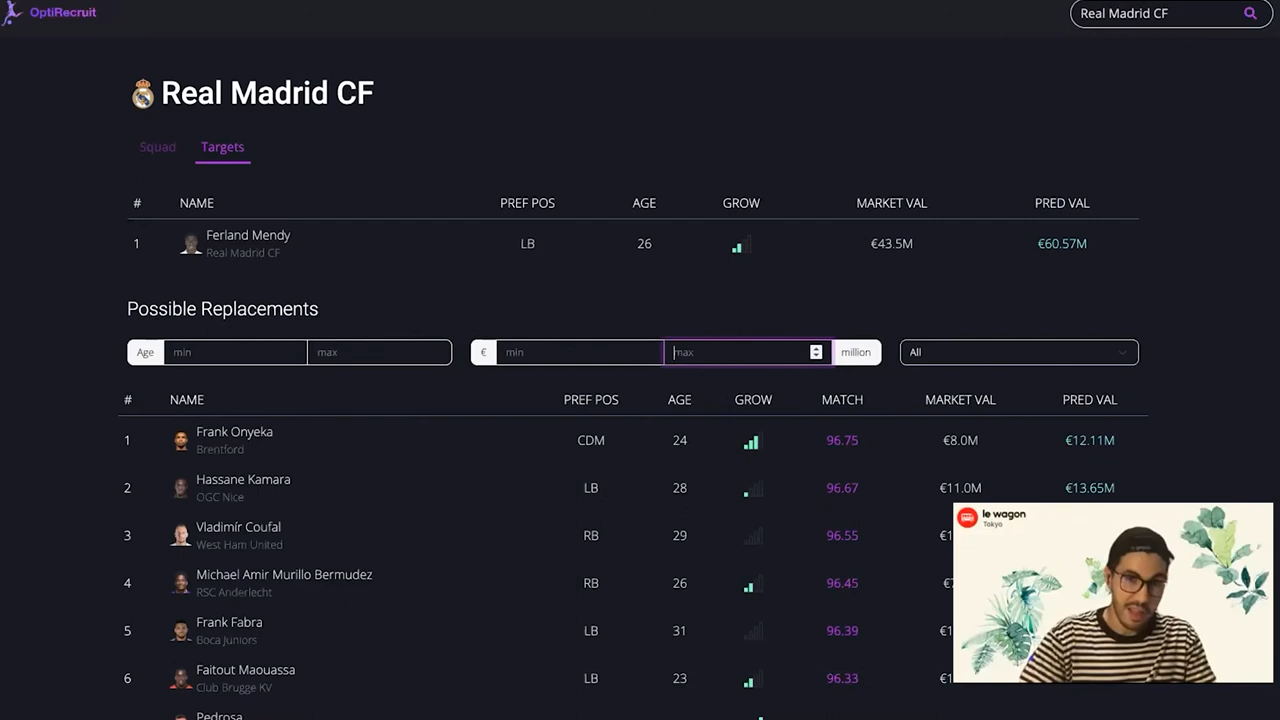 OptiRecruit
Real Madrid CF
Real Madrid CF
Squad Targets
# NAME PREF POS AGE GROW MARKET VAL PRED VAL
1 Ferland Mendy LB 26 €43.5M €60.57M
Real Madrid CF
Possible Replacements
Age min max € min max million All
# NAME PREF POS AGE GROW MATCH MARKET VAL PRED VAL
1 Frank Onyeka CDM 24 96.75 €8.0M €12.11M
Brentford
2 Hassane Kamara LB 28 96.67 €11.0M €13.65M
OGC Nice
le wagon
Tokyo
3 Vladimír Coufal RB 29 96.55
West Ham United
4 Michael Amir Murillo Bermudez RB 26 96.45
RSC Anderlecht
5 Frank Fabra LB 31 96.39
Boca Juniors
6 Faitout Maouassa LB 23 96.33
Club Brugge KV
Pedrosa